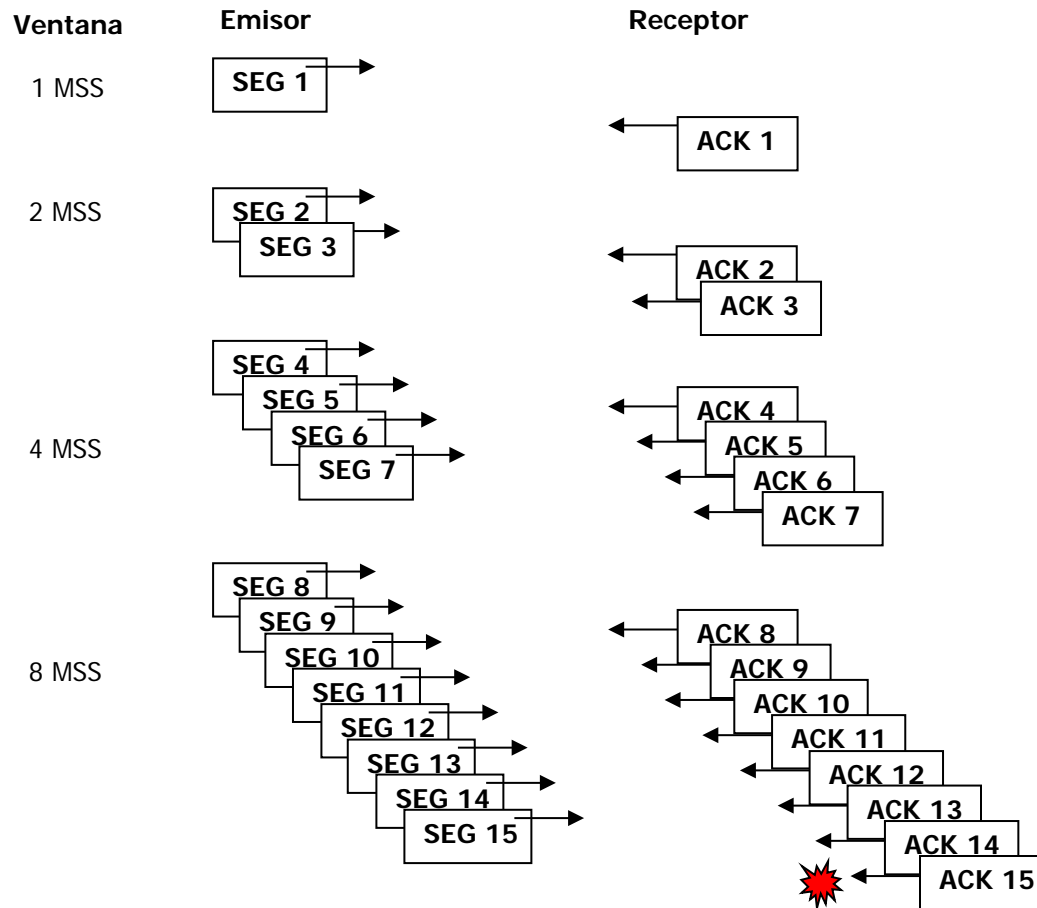 Ventana Emisor Receptor
1 MSS
SEG 1
ACK 1
2 MSS
SEG 2
SEG 3
ACK 2
ACK 3
4 MSS
SEG 4
SEG 5
SEG 6
SEG 7
ACK 4
ACK 5
ACK 6
ACK 7
8 MSS
SEG 8
SEG 9
SEG 10
SEG 11
SEG 12
SEG 13
SEG 14
SEG 15
ACK 8
ACK 9
ACK 10
ACK 11
ACK 12
ACK 13
ACK 14
ACK 15